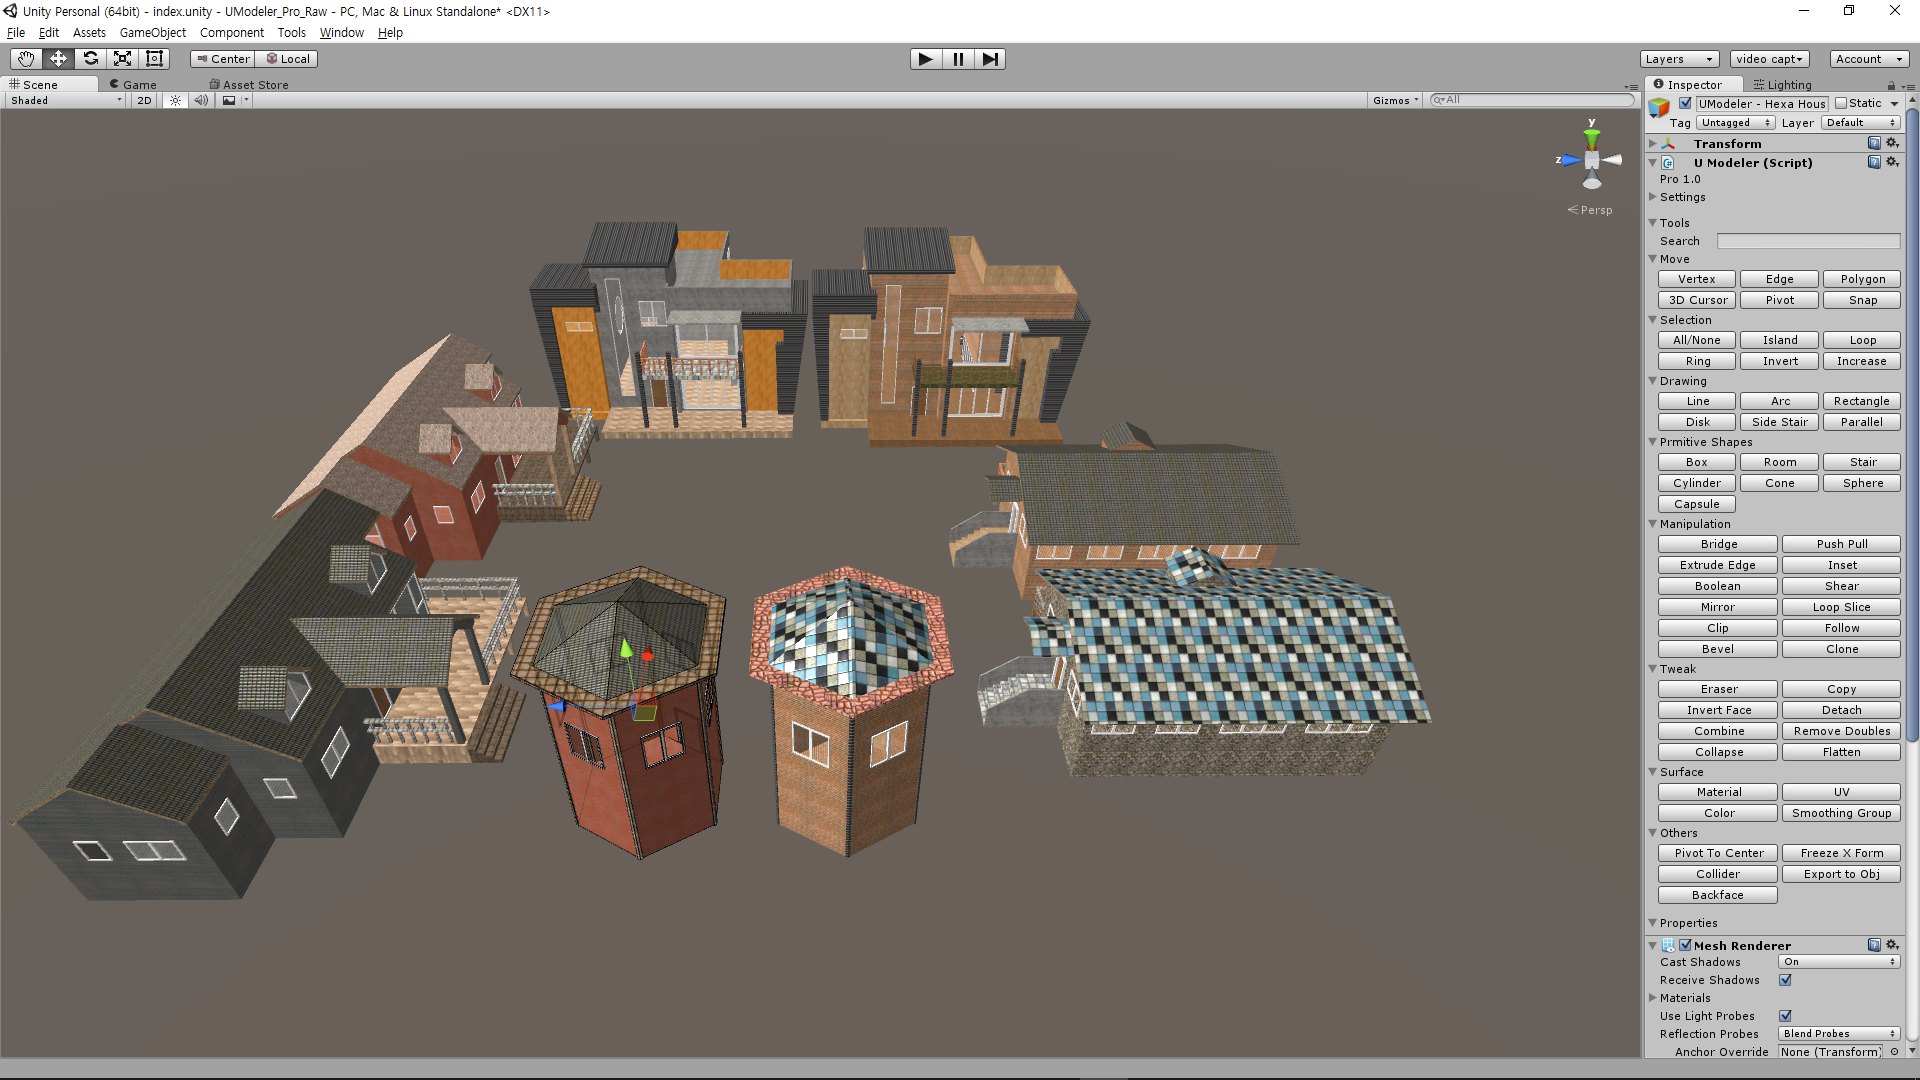 Unity Personal (64bit) - index.unity - UModeler_Pro_Raw - PC, Mac & Linux Standalone* <DX11>
File Edit Assets GameObject Component Tools Window Help
Center Local Layers video capt Account
Scene Game Asset Store Inspector Lighting
Shaded 2D Gizmos All
UModeler - Hexa Hous Static
Tag Untagged Layer Default
Transform
U Modeler (Script)
Pro 1.0
Settings
Tools
Search
Move
Vertex Edge Polygon
3D Cursor Pivot Snap
Selection
All/None Island Loop
Ring Invert Increase
Drawing
Line Arc Rectangle
Disk Side Stair Parallel
Prmitive Shapes
Box Room Stair
Cylinder Cone Sphere
Capsule
Manipulation
Bridge Push Pull
Extrude Edge Inset
Boolean Shear
Mirror Loop Slice
Clip Follow
Bevel Clone
Tweak
Eraser Copy
Invert Face Detach
Combine Remove Doubles
Collapse Flatten
Surface
Material UV
Color Smoothing Group
Others
Pivot To Center Freeze X Form
Collider Export to Obj
Backface
Properties
Mesh Renderer
Cast Shadows On
Receive Shadows
Materials
Use Light Probes
Reflection Probes Blend Probes
Anchor Override None (Transform)
y
z
Persp